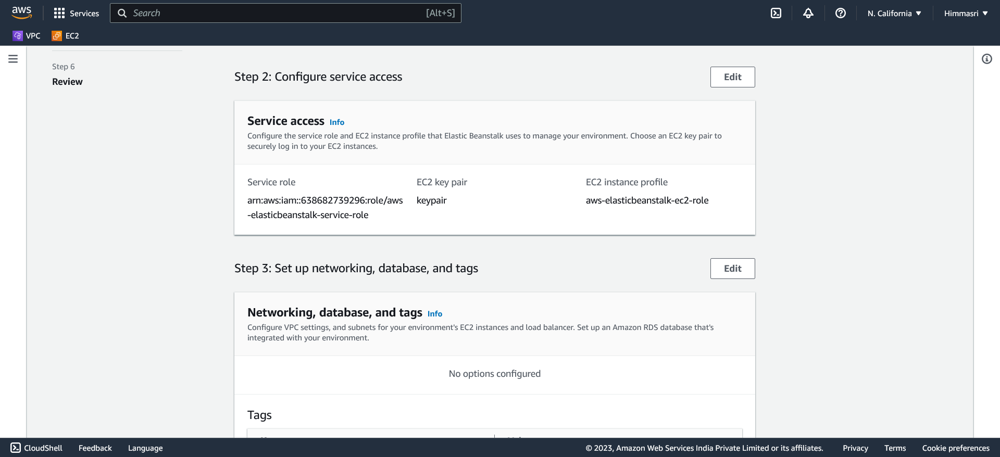 aws
Services
Search
[Alt+S]
N. California
Himmasri
VPC
EC2
Step 6
Review
Step 2: Configure service access
Edit
Service access Info
Configure the service role and EC2 instance profile that Elastic Beanstalk uses to manage your environment. Choose an EC2 key pair to
securely log in to your EC2 instances.
Service role
EC2 key pair
EC2 instance profile
arn:aws:iam::638682739296:role/aws
-elasticbeanstalk-service-role
keypair
aws-elasticbeanstalk-ec2-role
Step 3: Set up networking, database, and tags
Edit
Networking, database, and tags Info
Configure VPC settings, and subnets for your environment's EC2 instances and load balancer. Set up an Amazon RDS database that's
integrated with your environment.
No options configured
Tags
CloudShell
Feedback
Language
© 2023, Amazon Web Services India Private Limited or its affiliates.
Privacy
Terms
Cookie preferences